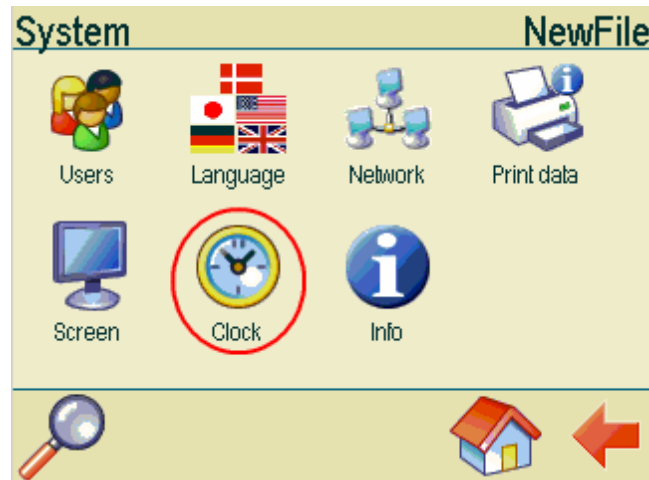 System NewFile
Users Language Network Print data
Screen Clock Info